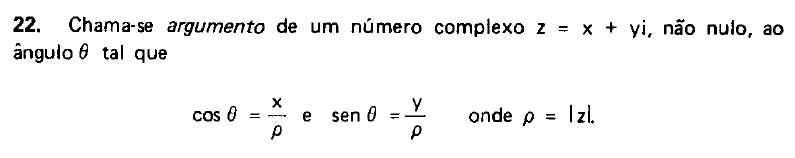 22. Chama-se argumento de um número complexo z = x + yi, não nulo, ao
ângulo θ tal que
cos θ = x/ρ e sen θ = y/ρ onde ρ = |z|.